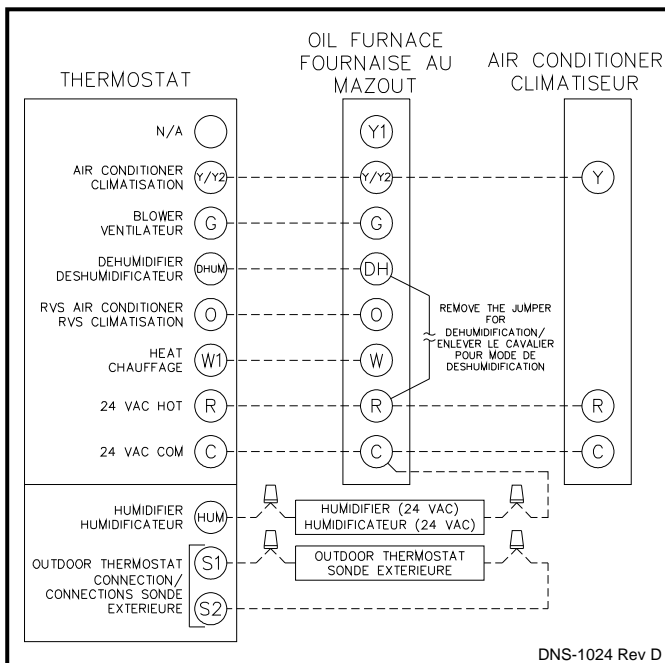 OIL FURNACE
FOURNAISE AU
MAZOUT
AIR CONDITIONER
CLIMATISEUR
THERMOSTAT
N/A
Y1
AIR CONDITIONER
CLIMATISATION
Y/Y2
Y/Y2
Y
BLOWER
VENTILATEUR
G
G
DEHUMIDIFIER
DESHUMIDIFICATEUR
DHUM
DH
RVS AIR CONDITIONER
RVS CLIMATISATION
O
O
REMOVE THE JUMPER
FOR
DEHUMIDIFICATION/
ENLEVER LE CAVALIER
POUR MODE DE
DESHUMIDIFICATION
HEAT
CHAUFFAGE
W1
W
24 VAC HOT
R
R
R
24 VAC COM
C
C
C
HUMIDIFIER
HUMIDIFICATEUR
HUM
HUMIDIFIER (24 VAC)
HUMIDIFICATEUR (24 VAC)
OUTDOOR THERMOSTAT
CONNECTION/
CONNECTIONS SONDE
EXTERIEURE
S1
S2
OUTDOOR THERMOSTAT
SONDE EXTERIEURE
DNS-1024 Rev D